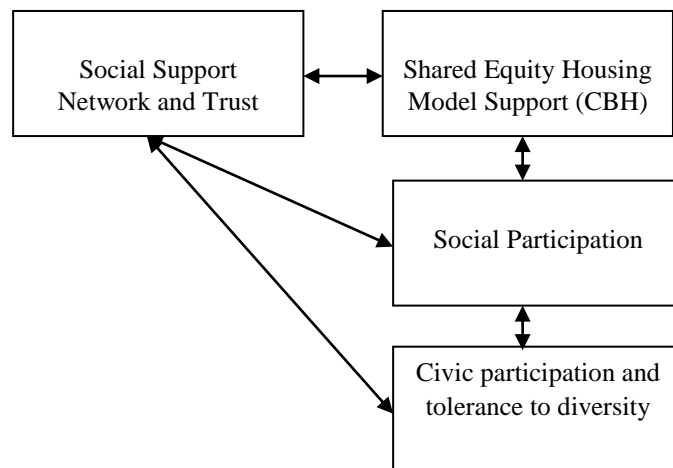 Social Support
Network and Trust
Shared Equity Housing
Model Support (CBH)
Social Participation
Civic participation and
tolerance to diversity